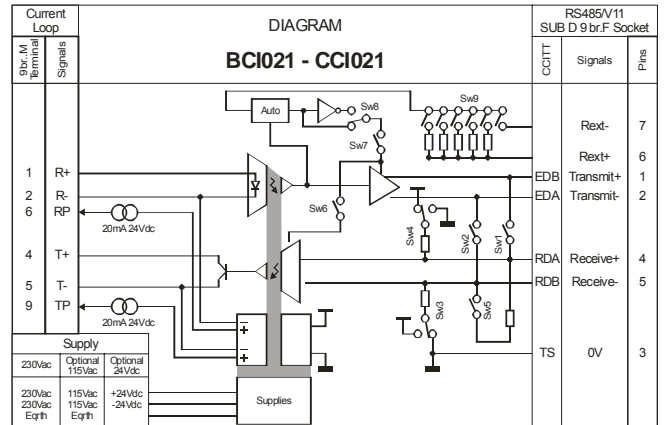 Current
Loop
DIAGRAM
RS485/V11
SUB D 9 br.F Socket
9br..M
Terminal
Signals
BCI021 - CCI021
CCITT
Signals
Pins
Auto
Sw8
Sw9
Sw7
Rext- 7
Rext+ 6
1 R+
EDB Transmit+ 1
2 R-
EDA Transmit- 2
6 RP
20mA 24Vdc
Sw6
Sw4
Sw2
Sw1
4 T+
RDA Receive+ 4
5 T-
RDB Receive- 5
9 TP
20mA 24Vdc
Sw3
Sw5
TS 0V 3
Supply
230Vac
Optional
115Vac
Optional
24Vdc
230Vac 115Vac +24Vdc
230Vac 115Vac -24Vdc
Eqrth Eqrth
Supplies